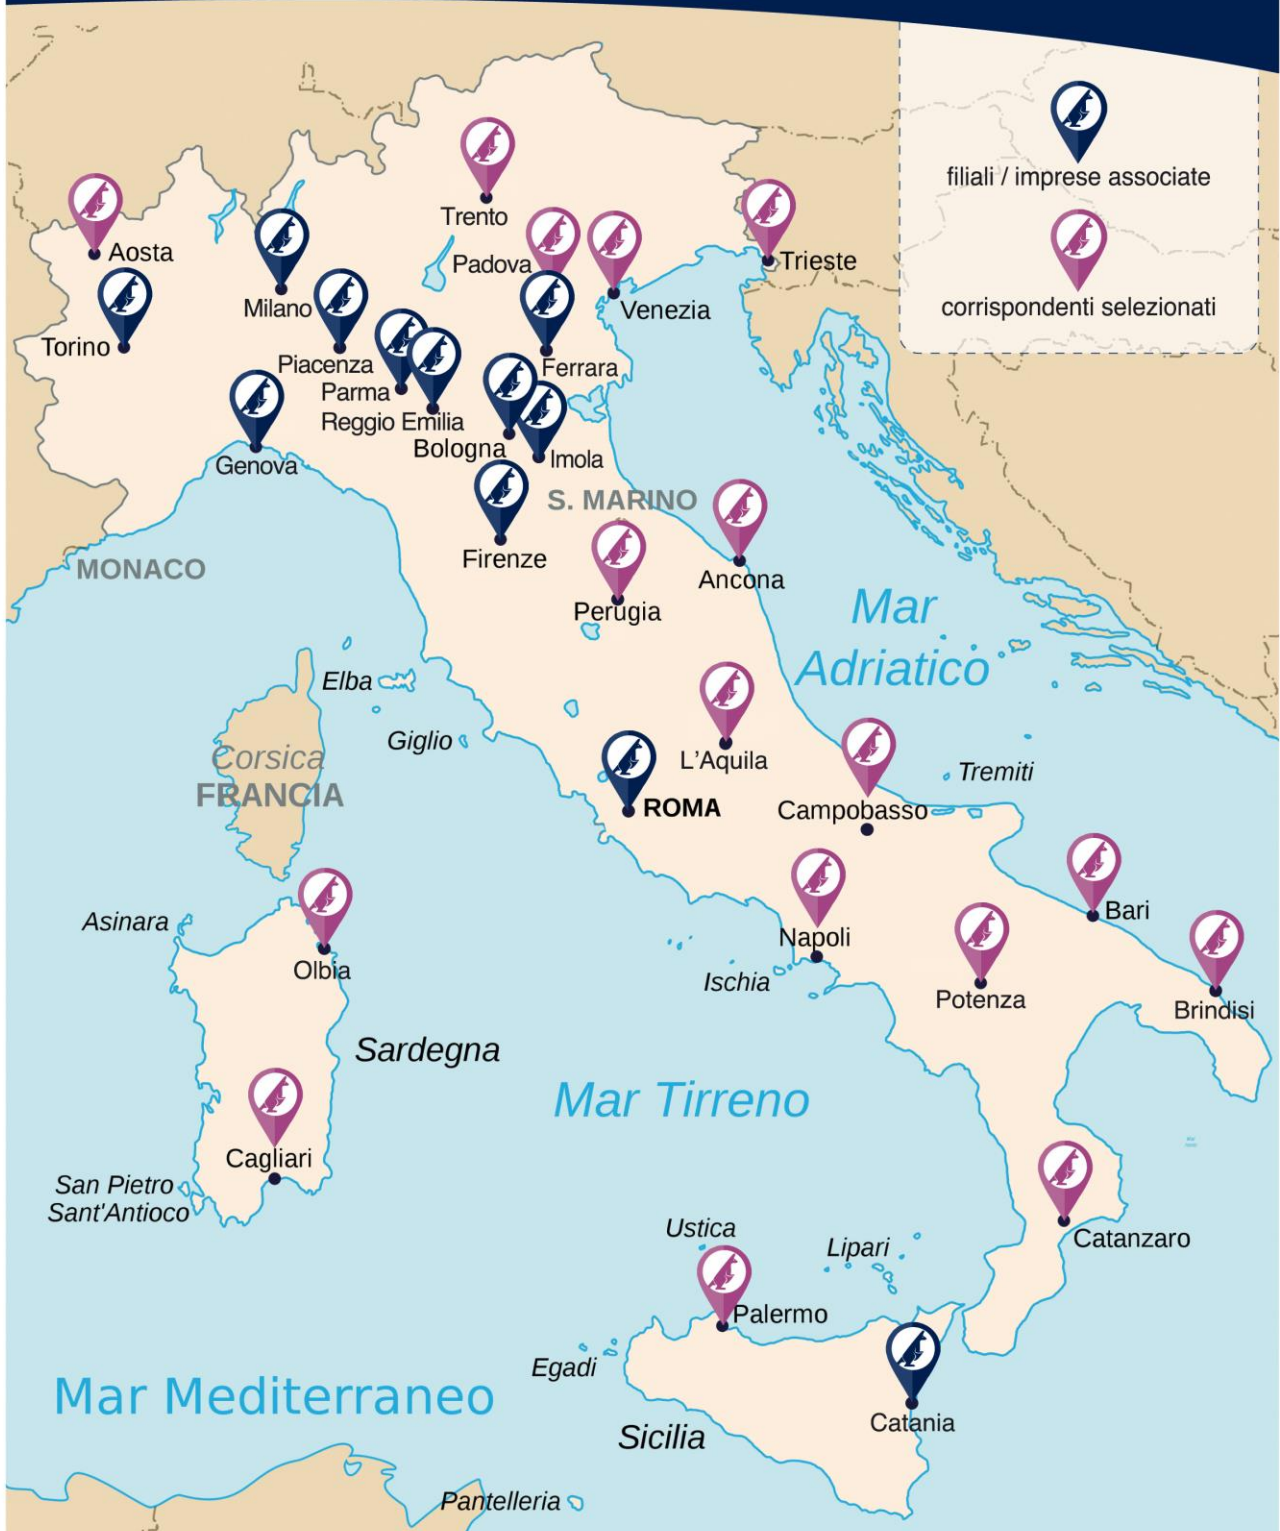 filiali / imprese associate
corrispondenti selezionati
Trento
Aosta
Padova
Trieste
Milano
Venezia
Torino
Piacenza
Ferrara
Parma
Reggio Emilia
Bologna
Imola
Genova
S. MARINO
Firenze
MONACO
Ancona
Perugia
Mar
Adriatico
Elba
Giglio
L'Aquila
Corsica
FRANCIA
Tremiti
ROMA
Campobasso
Asinara
Bari
Napoli
Olbia
Ischia
Potenza
Brindisi
Sardegna
Mar Tirreno
Cagliari
San Pietro
Sant'Antioco
Ustica
Lipari
Catanzaro
Palermo
Egadi
Mar Mediterraneo
Catania
Sicilia
Pantelleria